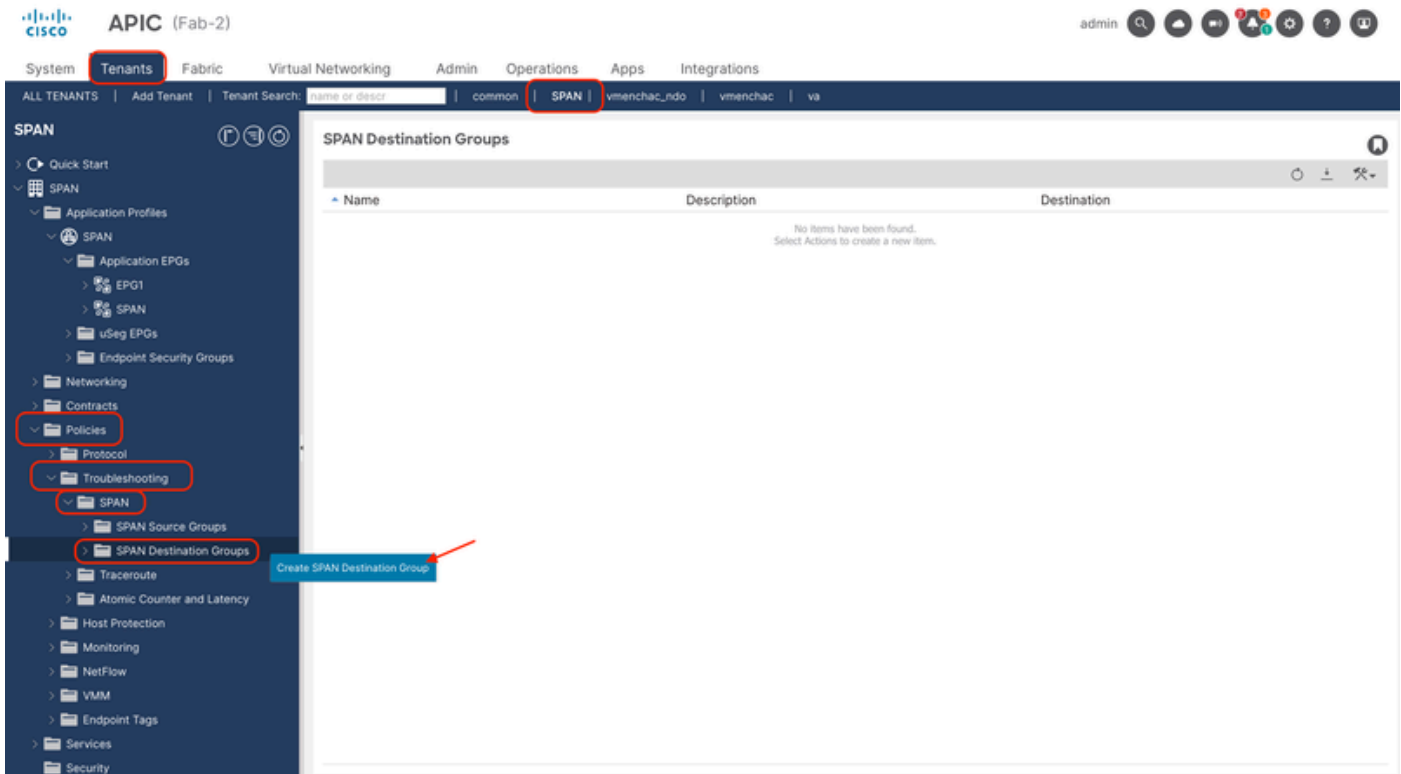 CISCO APIC (Fab-2) admin
System Tenants Fabric Virtual Networking Admin Operations Apps Integrations
ALL TENANTS | Add Tenant | Tenant Search: name or descr | common | SPAN | vmenchac_ndo | vmenchac | va
SPAN
Quick Start
SPAN
Application Profiles
SPAN
Application EPGs
EPG1
SPAN
uSeg EPGs
Endpoint Security Groups
Networking
Contracts
Policies
Protocol
Troubleshooting
SPAN
SPAN Source Groups
SPAN Destination Groups
Create SPAN Destination Group
Traceroute
Atomic Counter and Latency
Host Protection
Monitoring
NetFlow
VMM
Endpoint Tags
Services
Security
SPAN Destination Groups
Name Description Destination
No items have been found.
Select Actions to create a new item.